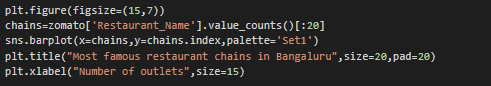 plt.figure(figsize=(15,7))
chains=zomato['Restaurant_Name'].value_counts()[:20]
sns.barplot(x=chains,y=chains.index,palette='Set1')
plt.title("Most famous restaurant chains in Bangaluru",size=20,pad=20)
plt.xlabel("Number of outlets",size=15)